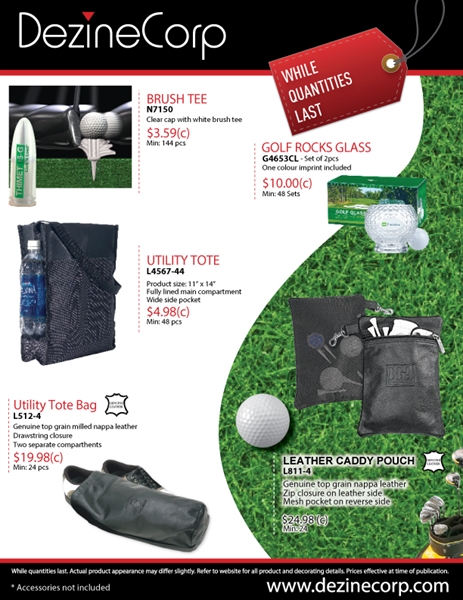 DezineCorp
WHILE
QUANTITIES
LAST
BRUSH TEE
N7150
Clear cap with white brush tee
$3.59(c)
Min: 144 pcs
GOLF ROCKS GLASS
G4653CL - Set of 2pcs
One colour imprint included
$10.00(c)
Min: 48 Sets
THIMET S-G
GOLF GLASS
UTILITY TOTE
L4567-44
Product size: 11" x 14"
Fully lined main compartment
Wide side pocket
$4.98(c)
Min: 48 pcs
Utility Tote Bag
L512-4
Genuine top grain milled nappa leather
Drawstring closure
Two separate comparthents
$19.98(c)
Min: 24 pcs
LEATHER CADDY POUCH
L811-4
Genuine top grain nappa leather
Zip closure on leather side
Mesh pocket on reverse side
$24.98 (c)
Min: 24
While quantities last. Actual product appearance may differ slightly. Refer to website for all product and decorating details. Prices effective at time of publication.
* Accessories not included
www.dezinecorp.com